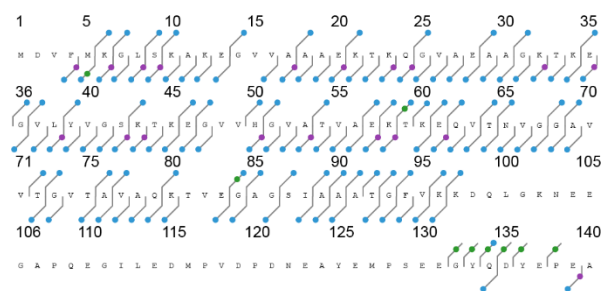 1 5 10 15 20 25 30 35
M D V F M K G L S K A K E G V V A A A E K T K Q G V A E A A G K T K E
36 40 45 50 55 60 65 70
G V L Y V G S K T K E G V V H G V A T V A E K T K E Q V T N V G G A V
71 75 80 85 90 95 100 105
V T G V T A V A Q K T V E G A G S I A A A T G F V K K D Q L G K N E E
106 110 115 120 125 130 135 140
G A P Q E G I L E D M P V D P D N E A Y E M P S E E G Y Q D Y E P E A